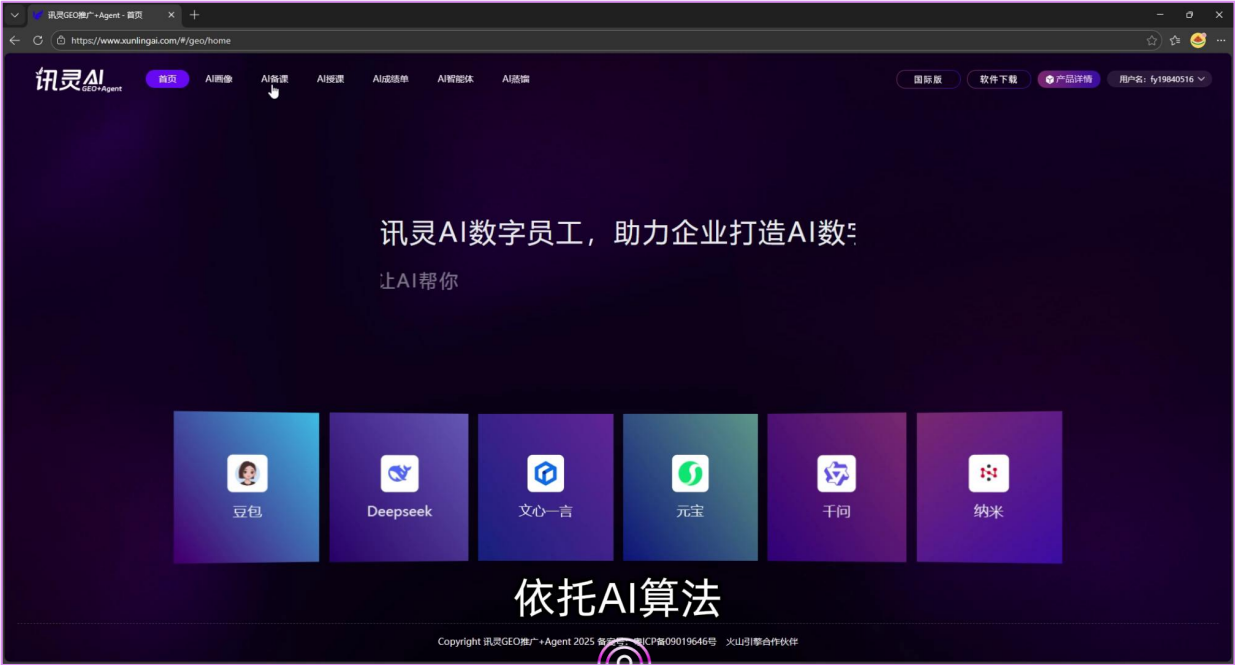 讯灵GEO推广+Agent - 首页
https://www.xunlingai.com/#/geo/home
讯灵AI
GEO+Agent
首页 AI画像 AI备课 AI授课 AI成绩单 AI智能体 AI蒸馏 国际版 软件下载 产品详情 用户名：fy19840516
讯灵AI数字员工，助力企业打造AI数
让AI帮你
豆包 Deepseek 文心一言 元宝 千问 纳米
依托AI算法
Copyright 讯灵GEO推广+Agent 2025 备案号：粤ICP备09019646号 火山引擎合作伙伴